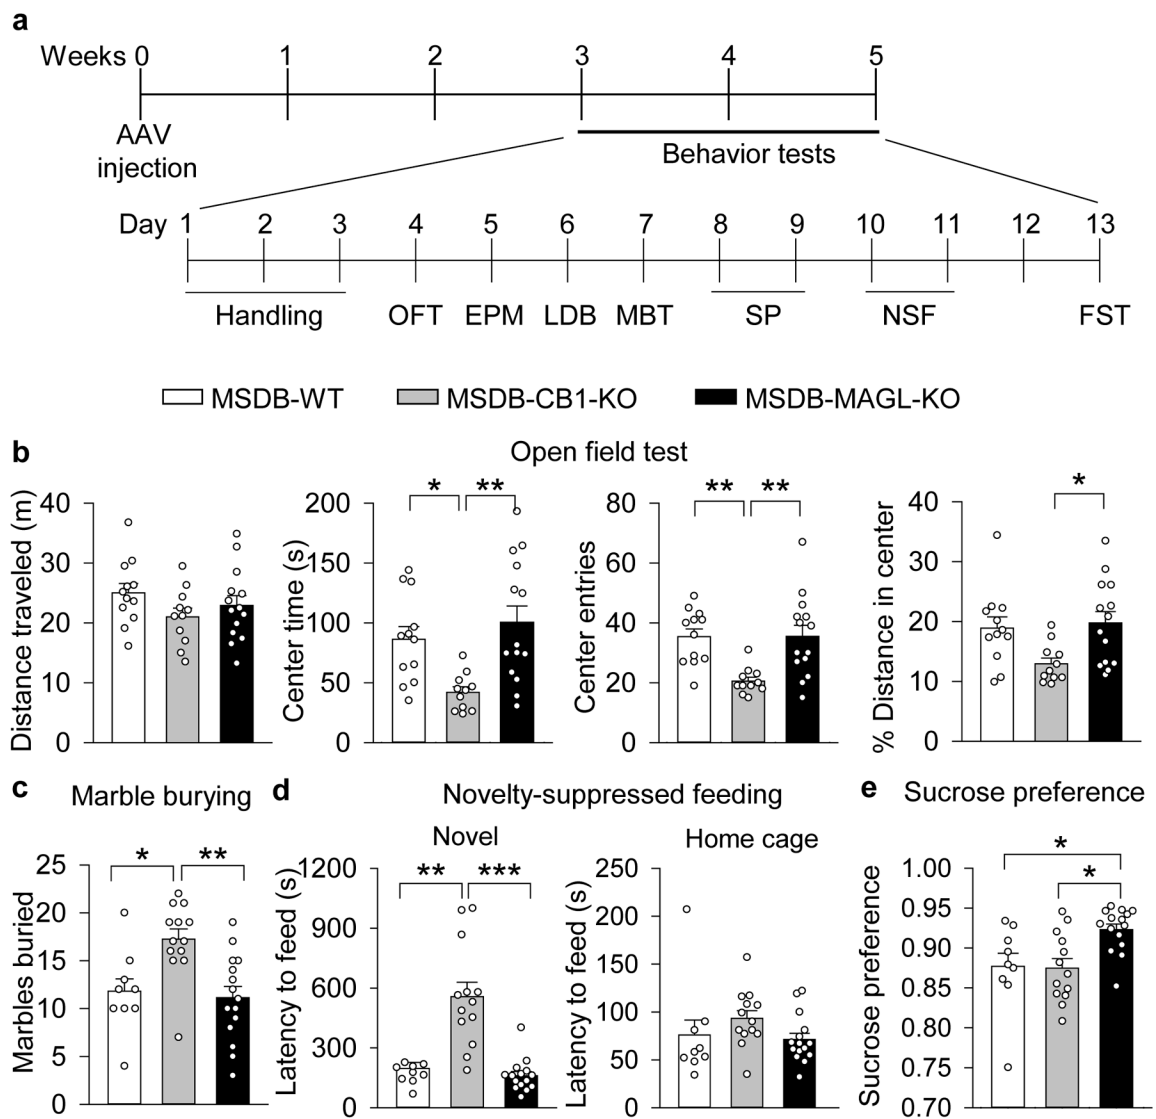 a
Weeks 0 1 2 3 4 5
AAV
injection
Behavior tests
Day 1 2 3 4 5 6 7 8 9 10 11 12 13
Handling OFT EPM LDB MBT SP NSF FST
MSDB-WT MSDB-CB1-KO MSDB-MAGL-KO
b
Open field test
Distance traveled (m)
40
30
20
10
0
Center time (s)
200
150
100
50
0
* **
Center entries
80
60
40
20
0
** **
% Distance in center
40
30
20
10
0
*
c
Marble burying
Marbles buried
25
20
15
10
5
0
* **
d
Novelty-suppressed feeding
Novel
Latency to feed (s)
1200
900
600
300
0
** ***
Home cage
Latency to feed (s)
250
200
150
100
50
0
e
Sucrose preference
Sucrose preference
1.00
0.95
0.90
0.85
0.80
0.75
0.70
*
*